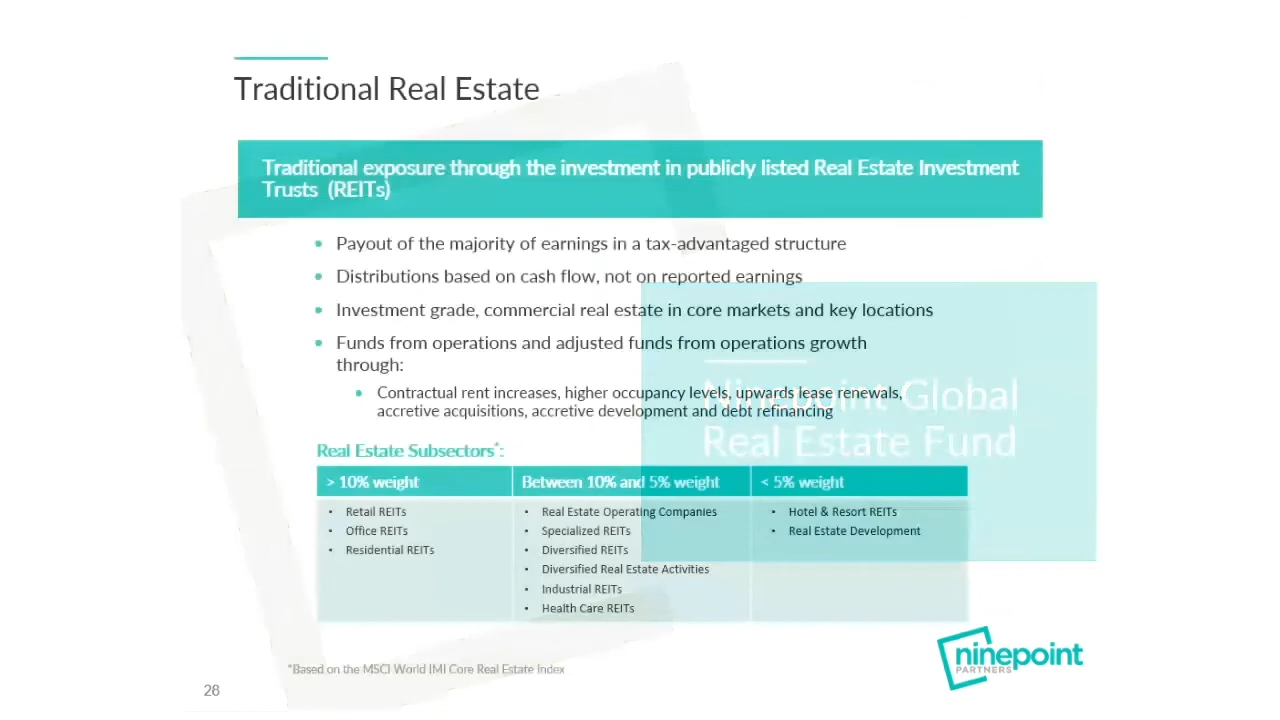 Traditional Real Estate
Traditional exposure through the investment in publicly listed Real Estate Investment
Trusts (REITs)
• Payout of the majority of earnings in a tax-advantaged structure
• Distributions based on cash flow, not on reported earnings
• Investment grade, commercial real estate in core markets and key locations
• Funds from operations and adjusted funds from operations growth
through:
• Contractual rent increases, higher occupancy levels, upwards lease renewals,
accretive acquisitions, accretive development and debt refinancing
Ninepoint Global
Real Estate Fund
Real Estate Subsectors*:
> 10% weight
• Retail REITs
• Office REITs
• Residential REITs
Between 10% and 5% weight
• Real Estate Operating Companies
• Specialized REITs
• Diversified REITs
• Diversified Real Estate Activities
• Industrial REITs
• Health Care REITs
< 5% weight
• Hotel & Resort REITs
• Real Estate Development
*Based on the MSCI World IMI Core Real Estate Index
28
ninepoint
PARTNERS